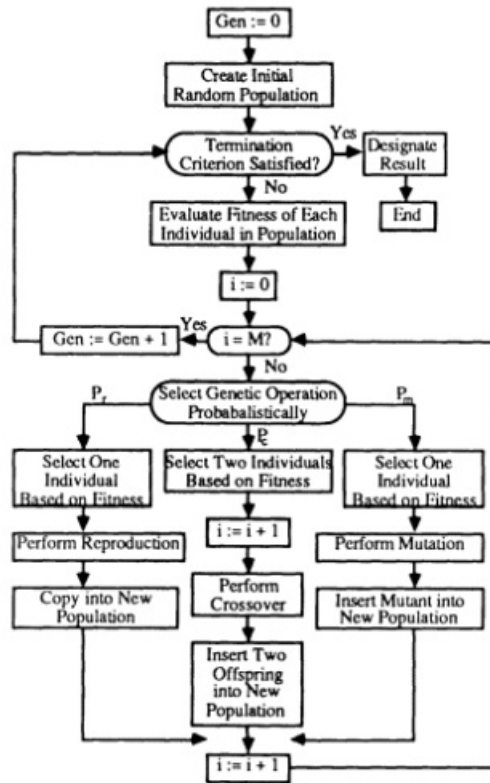 Gen := 0
Create Initial
Random Population
Termination
Criterion Satisfied?
Yes
Designate
Result
End
No
Evaluate Fitness of Each
Individual in Population
i := 0
i = M?
Yes
Gen := Gen + 1
No
Select Genetic Operation
Probabalistically
Pr
Pc
Pm
Select One
Individual
Based on Fitness
Perform Reproduction
Copy into New
Population
Select Two Individuals
Based on Fitness
i := i + 1
Perform
Crossover
Insert Two
Offspring
into New
Population
Select One
Individual
Based on Fitness
Perform Mutation
Insert Mutant into
New Population
i := i + 1